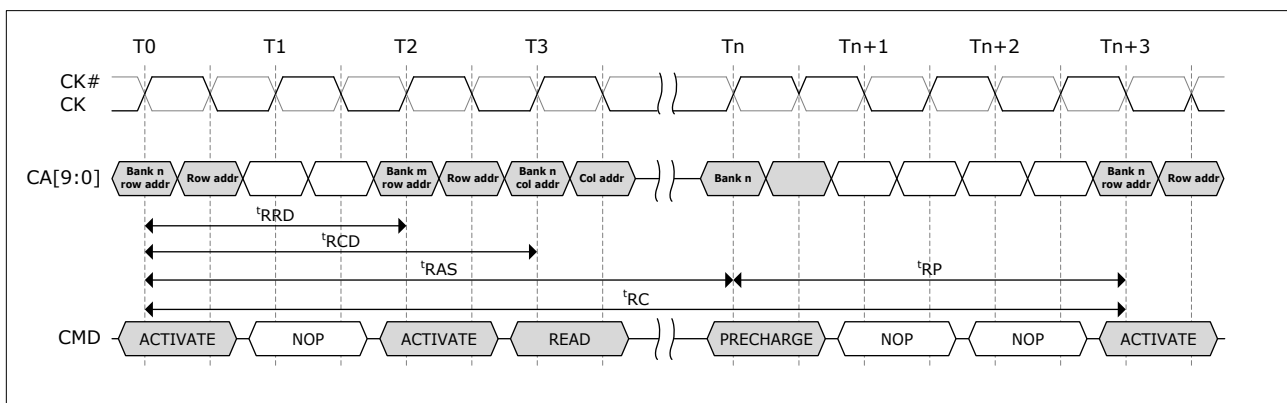 T0 T1 T2 T3 Tn Tn+1 Tn+2 Tn+3
CK#
CK
CA[9:0]
Bank n
row addr
Row addr
Bank m
row addr
Row addr
Bank n
col addr
Col addr
Bank n
Bank n
row addr
Row addr
tRRD
tRCD
tRAS tRP
tRC
CMD ACTIVATE NOP ACTIVATE READ PRECHARGE NOP NOP ACTIVATE